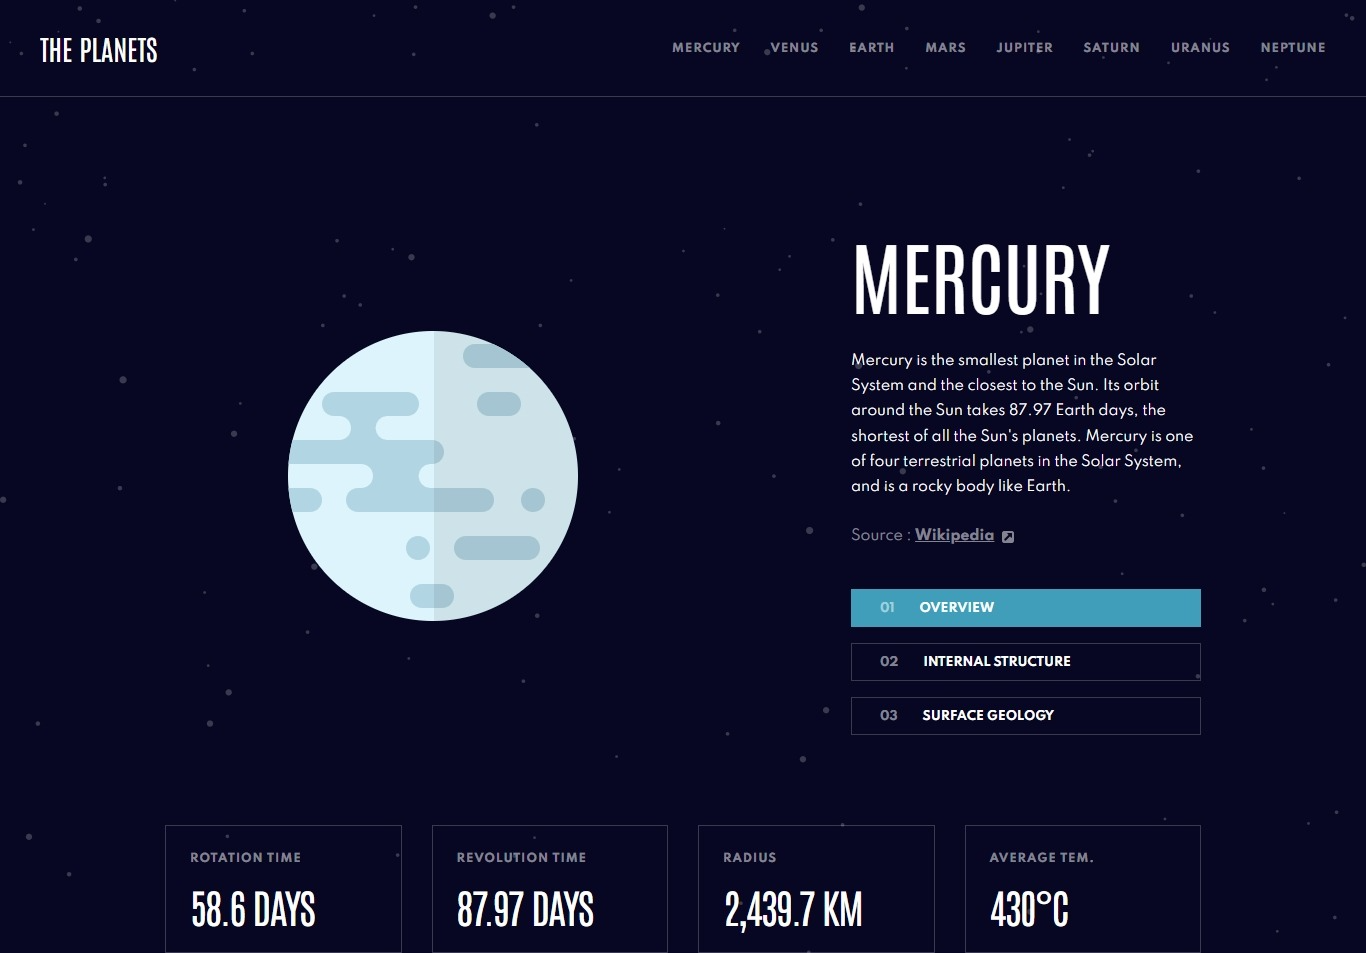 THE PLANETS
MERCURY VENUS EARTH MARS JUPITER SATURN URANUS NEPTUNE
MERCURY
Mercury is the smallest planet in the Solar
System and the closest to the Sun. Its orbit
around the Sun takes 87.97 Earth days, the
shortest of all the Sun's planets. Mercury is one
of four terrestrial planets in the Solar System,
and is a rocky body like Earth.
Source : Wikipedia
01 OVERVIEW
02 INTERNAL STRUCTURE
03 SURFACE GEOLOGY
ROTATION TIME
58.6 DAYS
REVOLUTION TIME
87.97 DAYS
RADIUS
2,439.7 KM
AVERAGE TEM.
430°C